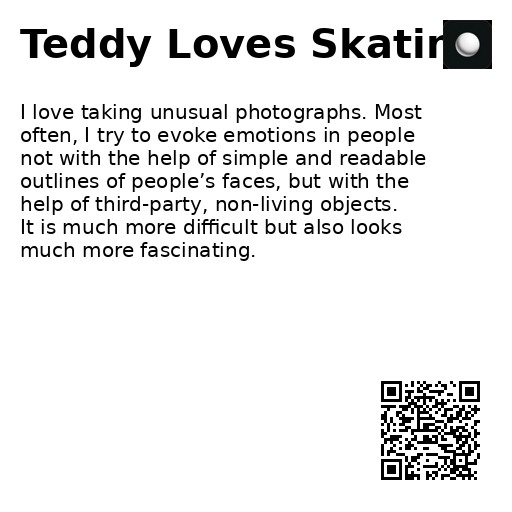 Teddy Loves Skatin
I love taking unusual photographs. Most
often, I try to evoke emotions in people
not with the help of simple and readable
outlines of people’s faces, but with the
help of third-party, non-living objects.
It is much more difficult but also looks
much more fascinating.